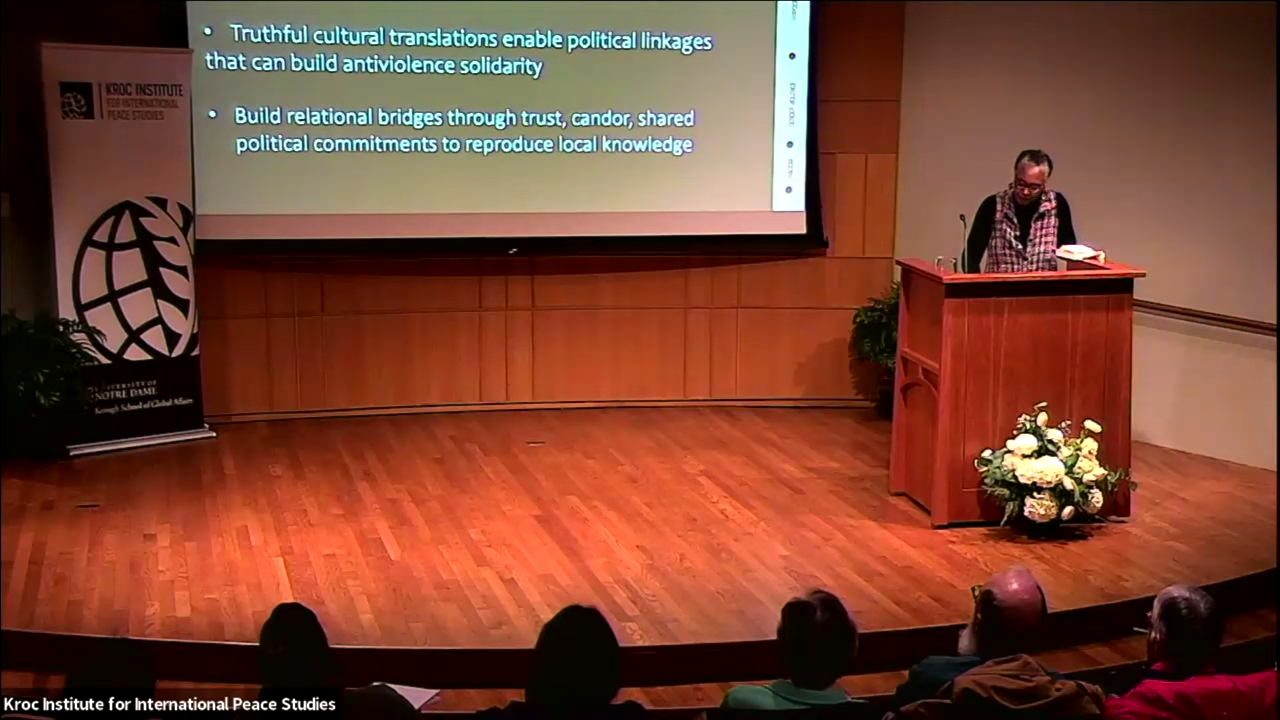 • Truthful cultural translations enable political linkages
that can build antiviolence solidarity
• Build relational bridges through trust, candor, shared
political commitments to reproduce local knowledge
KROC INSTITUTE
FOR INTERNATIONAL
PEACE STUDIES
UNIVERSITY OF
NOTRE DAME
Keough School of Global Affairs
Kroc Institute for International Peace Studies